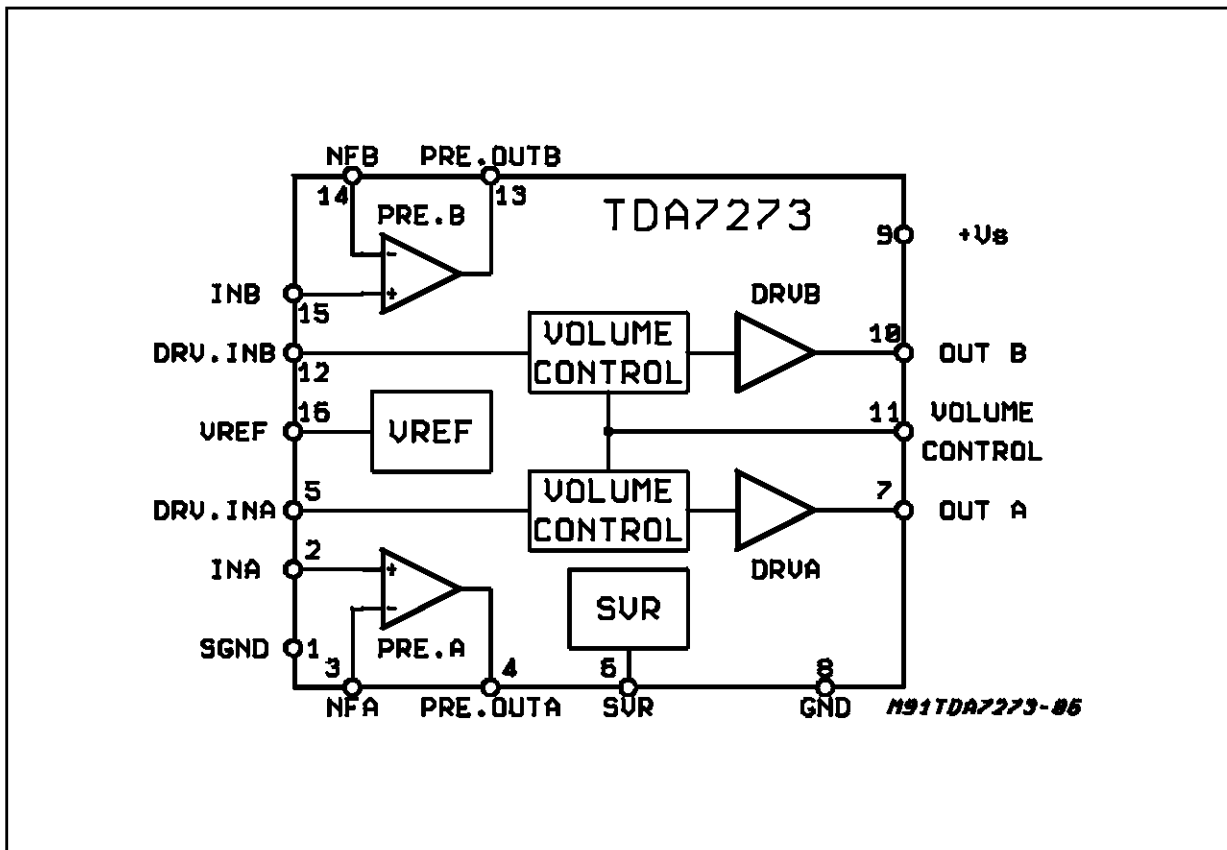 NFB PRE.OUTB
14 13
PRE.B TDA7273
9 +Vs
-
INB + DRVB
15
VOLUME 10
DRV.INB CONTROL OUT B
12
16 11 VOLUME
VREF VREF CONTROL
5 VOLUME 7
DRV.INA CONTROL OUT A
2
INA + DRVA
- SVR
SGND 1 PRE.A
3 4 6 8
NFA PRE.OUTA SVR GND M91TDA7273-06